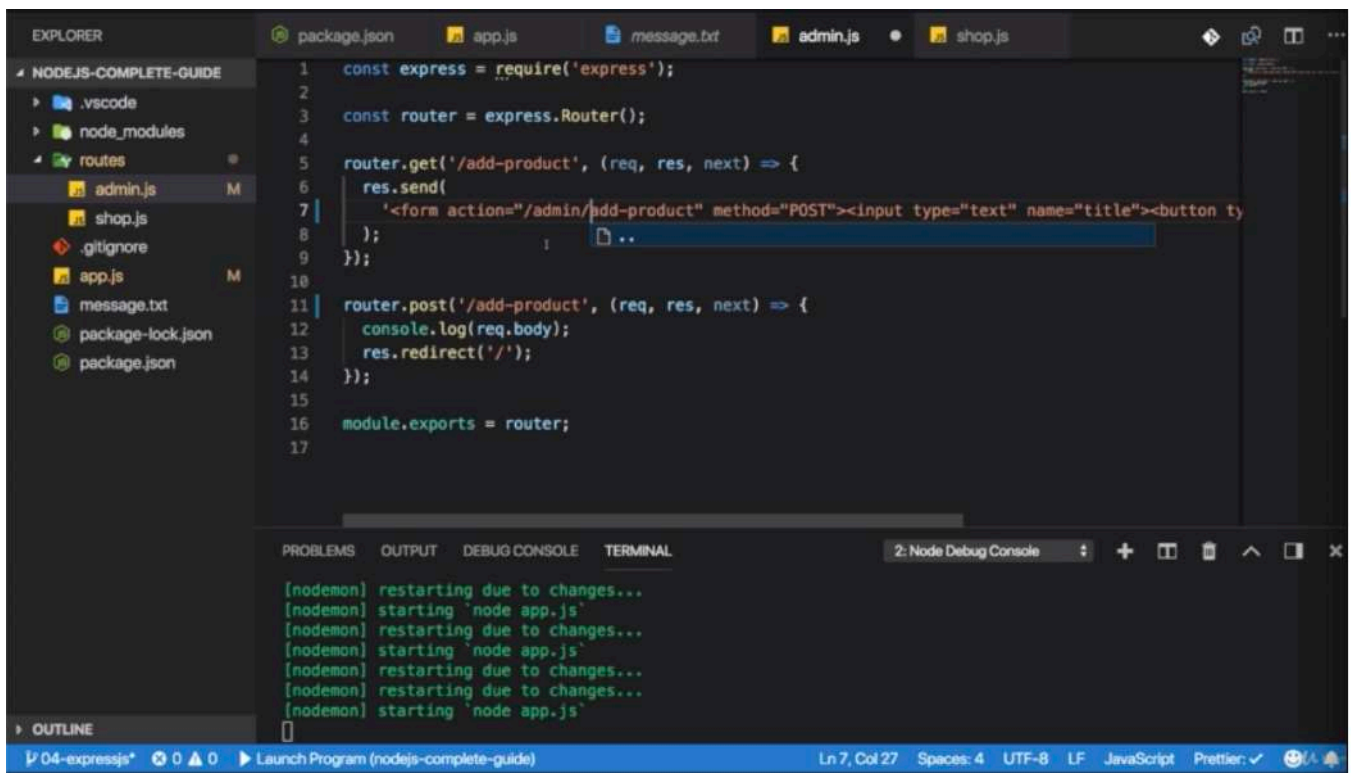 EXPLORER
package.json app.js message.txt admin.js shop.js
NODEJS-COMPLETE-GUIDE
.vscode
node_modules
routes
admin.js M
shop.js
.gitignore
app.js M
message.txt
package-lock.json
package.json
OUTLINE
1 const express = require('express');
2
3 const router = express.Router();
4
5 router.get('/add-product', (req, res, next) => {
6 res.send(
7 '<form action="/admin/add-product" method="POST"><input type="text" name="title"><button ty
..
8 );
9 });
10
11 router.post('/add-product', (req, res, next) => {
12 console.log(req.body);
13 res.redirect('/');
14 });
15
16 module.exports = router;
17
PROBLEMS OUTPUT DEBUG CONSOLE TERMINAL 2: Node Debug Console
[nodemon] restarting due to changes...
[nodemon] starting `node app.js`
[nodemon] restarting due to changes...
[nodemon] starting `node app.js`
[nodemon] restarting due to changes...
[nodemon] restarting due to changes...
[nodemon] starting `node app.js`
04-expressjs* 0 0 Launch Program (nodejs-complete-guide) Ln 7, Col 27 Spaces: 4 UTF-8 LF JavaScript Prettier: ✓